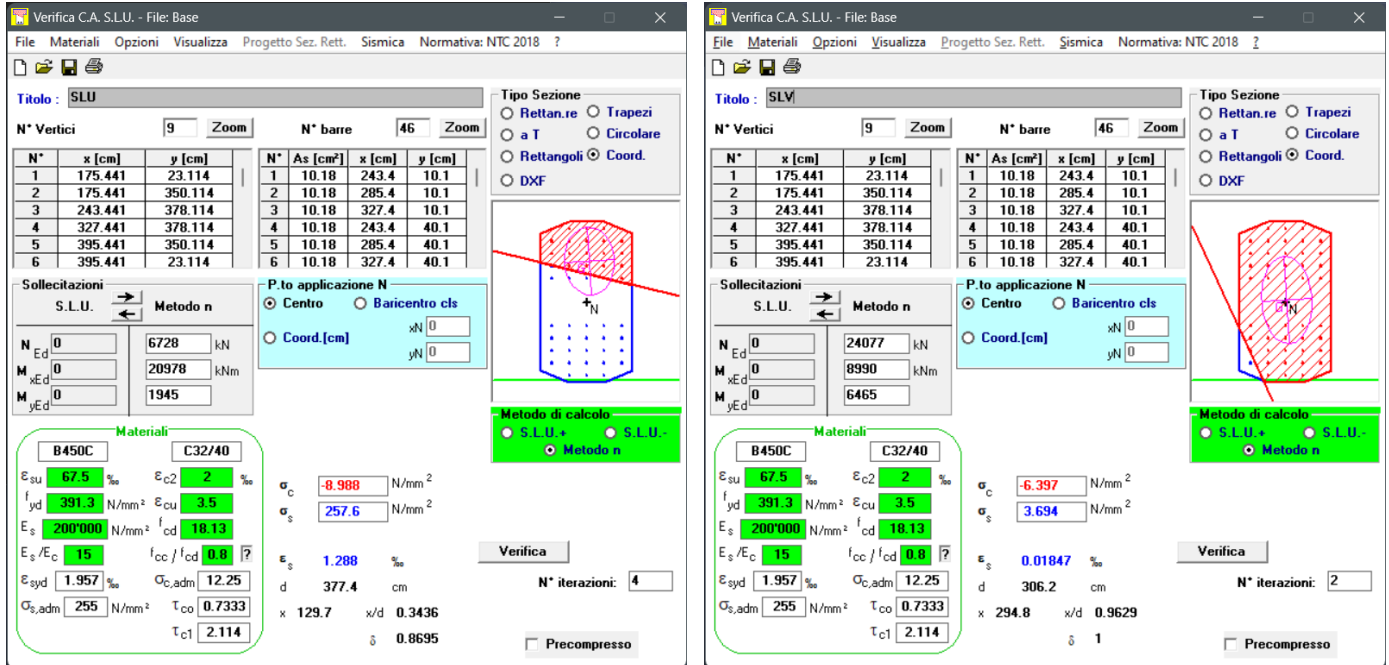 Verifica C.A. S.L.U. - File: Base
File Materiali Opzioni Visualizza Progetto Sez. Rett. Sismica Normativa: NTC 2018 ?
Titolo : SLU
N° Vertici 9 Zoom N° barre 46 Zoom
N° x [cm] y [cm]
1 175.441 23.114
2 175.441 350.114
3 243.441 378.114
4 327.441 378.114
5 395.441 350.114
6 395.441 23.114
N° As [cm²] x [cm] y [cm]
1 10.18 243.4 10.1
2 10.18 285.4 10.1
3 10.18 327.4 10.1
4 10.18 243.4 40.1
5 10.18 285.4 40.1
6 10.18 327.4 40.1
Tipo Sezione
Rettan.re Trapezi
a T Circolare
Rettangoli Coord.
DXF
N
Sollecitazioni
S.L.U. Metodo n
N Ed 0 6728 kN
M xEd 0 20978 kNm
M yEd 0 1945
P.to applicazione N
Centro Baricentro cls
Coord.[cm] xN 0
yN 0
Metodo di calcolo
S.L.U.+ S.L.U.-
Metodo n
Materiali
B450C C32/40
εsu 67.5 ‰ εc2 2 ‰
fyd 391.3 N/mm² εcu 3.5
Es 200'000 N/mm² fcd 18.13
Es/Ec 15 fcc / fcd 0.8 ?
εsyd 1.957 ‰ σc,adm 12.25
σs,adm 255 N/mm² τco 0.7333
τc1 2.114
σc -8.988 N/mm²
σs 257.6 N/mm²
εs 1.288 ‰
d 377.4 cm
x 129.7 x/d 0.3436
δ 0.8695
Verifica
N° iterazioni: 4
Precompresso
Verifica C.A. S.L.U. - File: Base
File Materiali Opzioni Visualizza Progetto Sez. Rett. Sismica Normativa: NTC 2018 ?
Titolo : SLV
N° Vertici 9 Zoom N° barre 46 Zoom
N° x [cm] y [cm]
1 175.441 23.114
2 175.441 350.114
3 243.441 378.114
4 327.441 378.114
5 395.441 350.114
6 395.441 23.114
N° As [cm²] x [cm] y [cm]
1 10.18 243.4 10.1
2 10.18 285.4 10.1
3 10.18 327.4 10.1
4 10.18 243.4 40.1
5 10.18 285.4 40.1
6 10.18 327.4 40.1
Tipo Sezione
Rettan.re Trapezi
a T Circolare
Rettangoli Coord.
DXF
N
Sollecitazioni
S.L.U. Metodo n
N Ed 0 24077 kN
M xEd 0 8990 kNm
M yEd 0 6465
P.to applicazione N
Centro Baricentro cls
Coord.[cm] xN 0
yN 0
Metodo di calcolo
S.L.U.+ S.L.U.-
Metodo n
Materiali
B450C C32/40
εsu 67.5 ‰ εc2 2 ‰
fyd 391.3 N/mm² εcu 3.5
Es 200'000 N/mm² fcd 18.13
Es/Ec 15 fcc / fcd 0.8 ?
εsyd 1.957 ‰ σc,adm 12.25
σs,adm 255 N/mm² τco 0.7333
τc1 2.114
σc -6.397 N/mm²
σs 3.694 N/mm²
εs 0.01847 ‰
d 306.2 cm
x 294.8 x/d 0.9629
δ 1
Verifica
N° iterazioni: 2
Precompresso